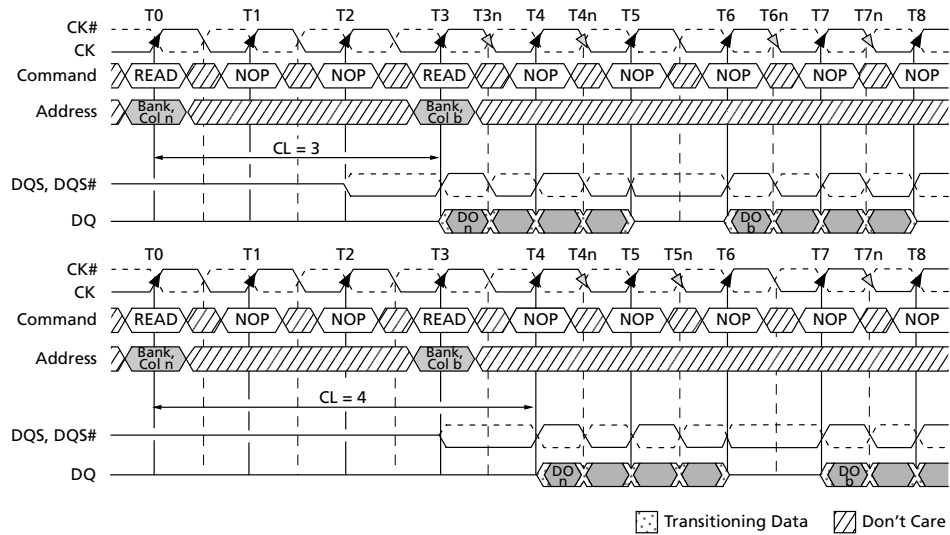 T0 T1 T2 T3 T3n T4 T4n T5 T6 T6n T7 T7n T8
CK#
CK
Command READ NOP NOP READ NOP NOP NOP NOP NOP
Address Bank, Col n Bank, Col b
CL = 3
DQS, DQS#
DQ DO n DO b
T0 T1 T2 T3 T4 T4n T5 T5n T6 T7 T7n T8
CK#
CK
Command READ NOP NOP READ NOP NOP NOP NOP NOP
Address Bank, Col n Bank, Col b
CL = 4
DQS, DQS#
DQ DO n DO b
Transitioning Data Don't Care